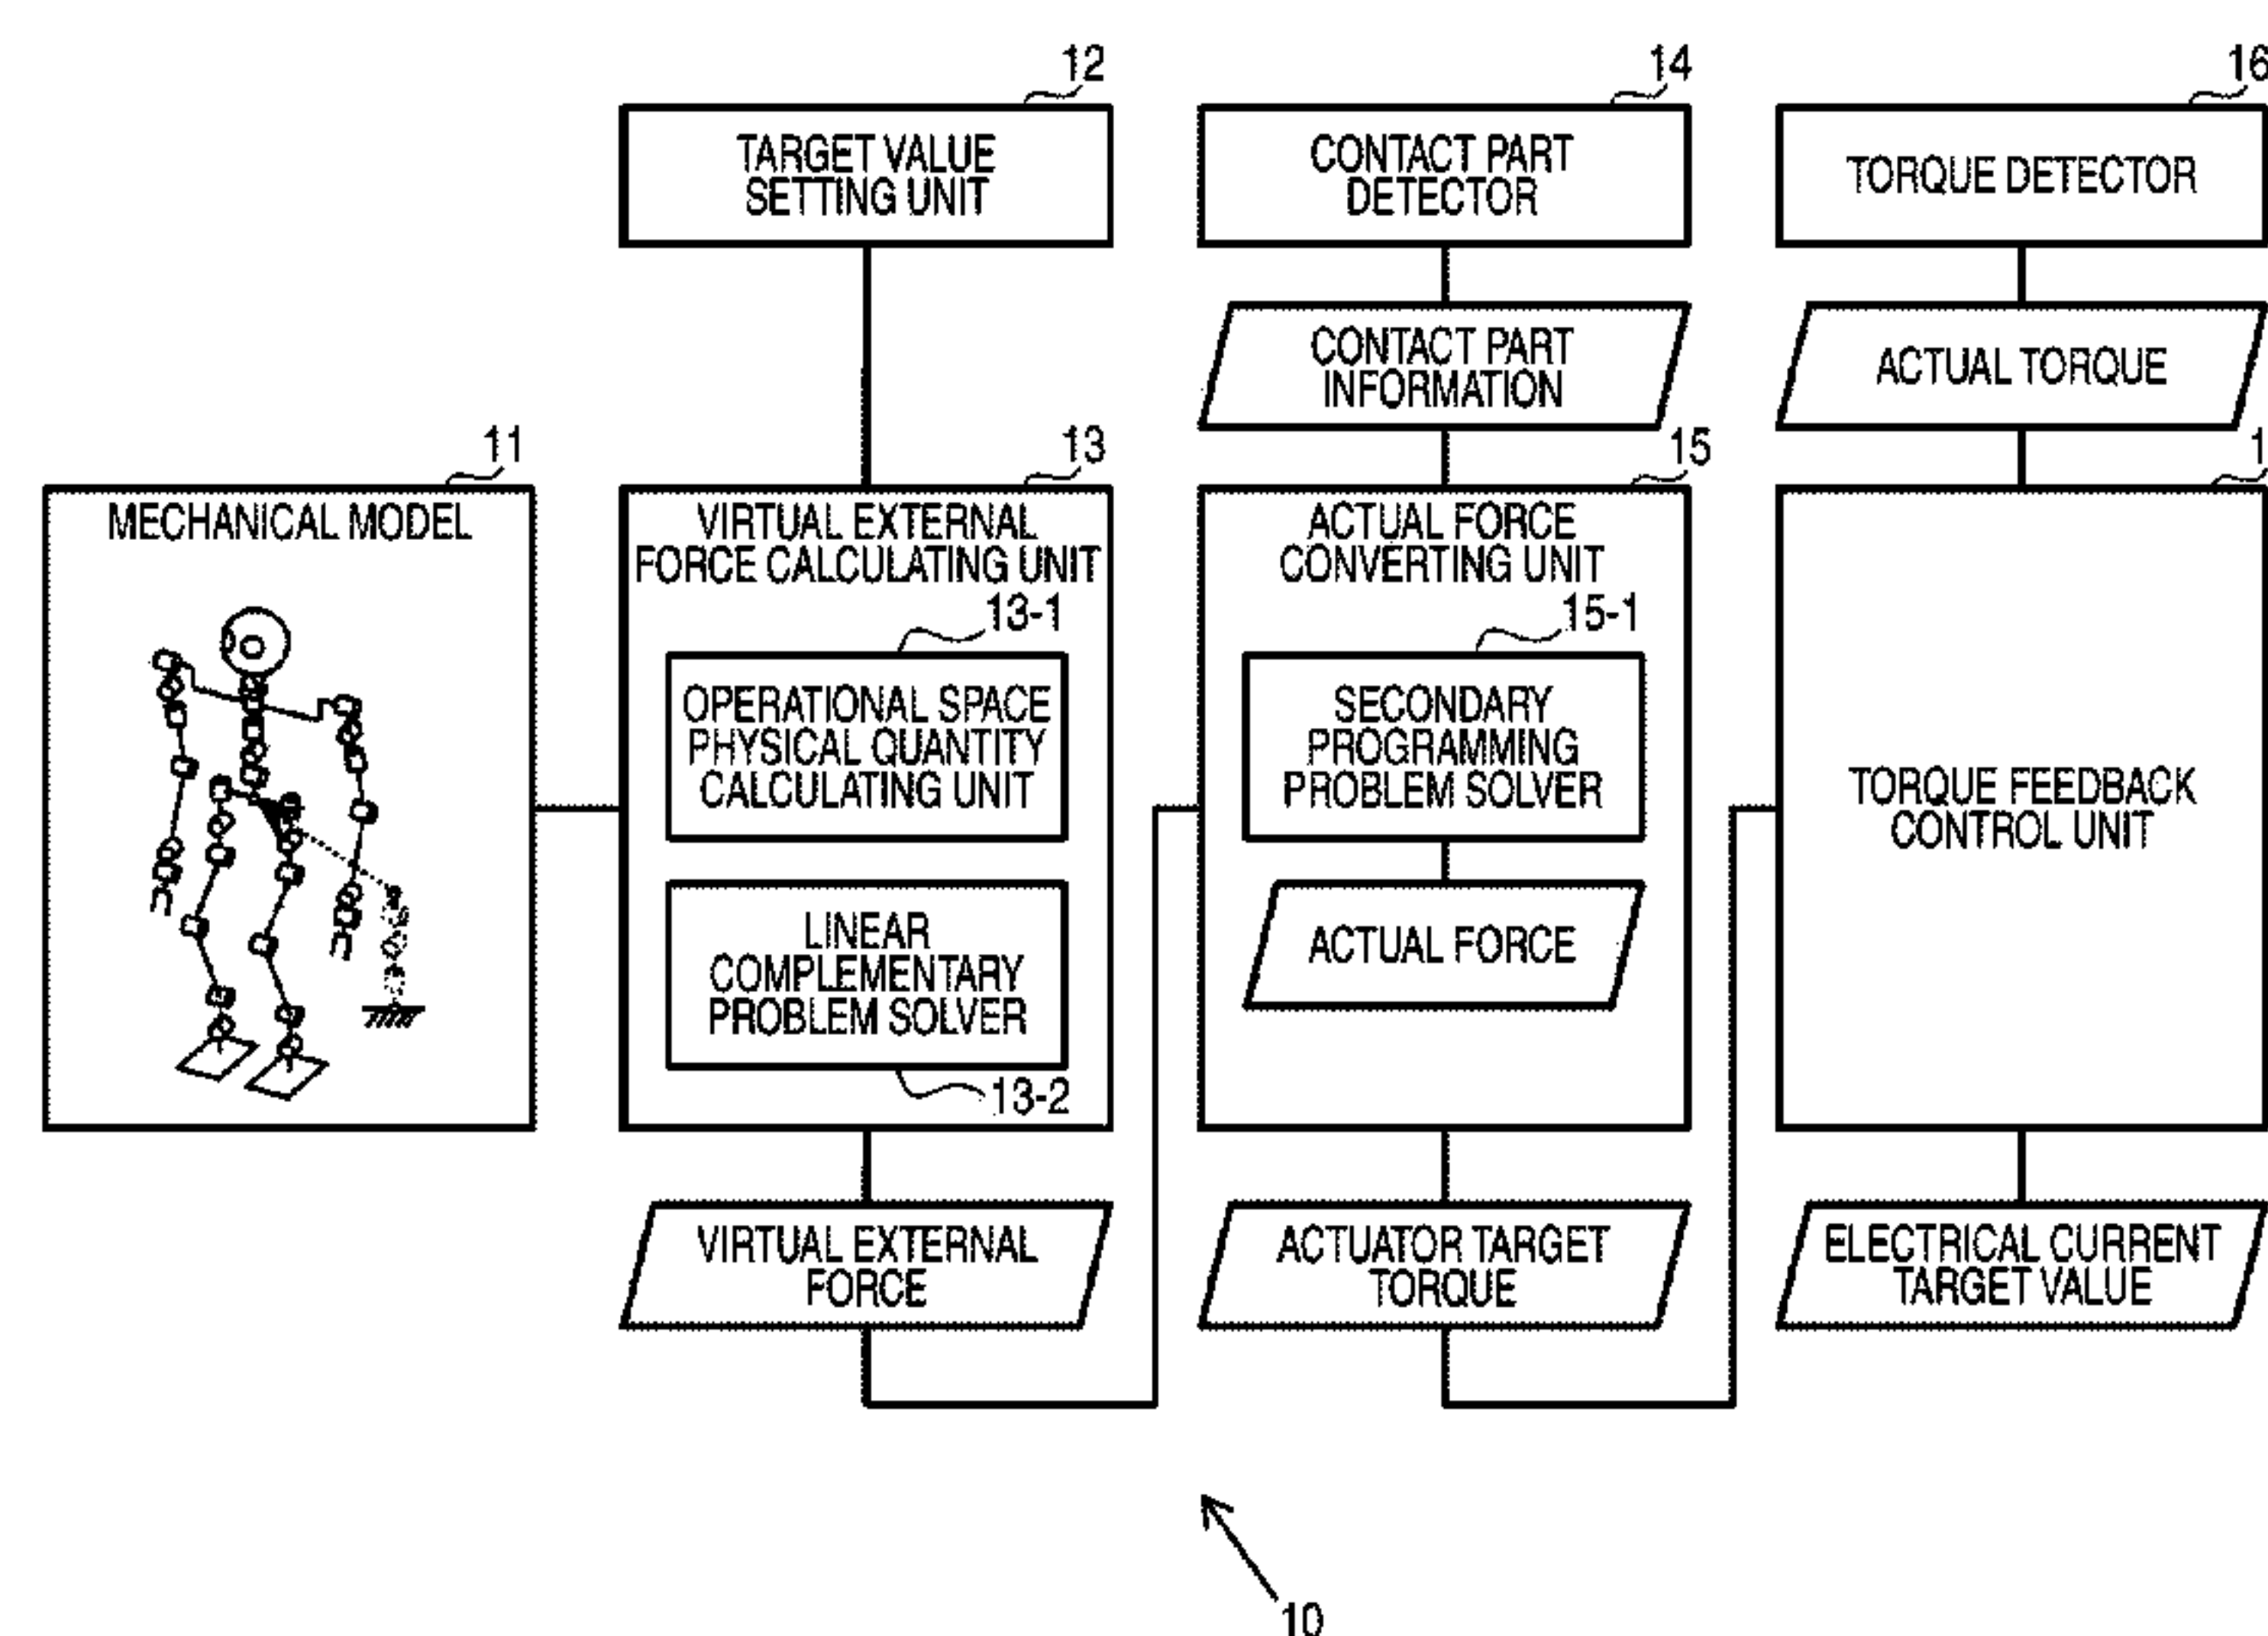 12
14
16
TARGET VALUE
SETTING UNIT
CONTACT PART
DETECTOR
TORQUE DETECTOR
CONTACT PART
INFORMATION
ACTUAL TORQUE
11
13
15
1
MECHANICAL MODEL
VIRTUAL EXTERNAL
FORCE CALCULATING UNIT
13-1
OPERATIONAL SPACE
PHYSICAL QUANTITY
CALCULATING UNIT
LINEAR
COMPLEMENTARY
PROBLEM SOLVER
13-2
ACTUAL FORCE
CONVERTING UNIT
15-1
SECONDARY
PROGRAMMING
PROBLEM SOLVER
ACTUAL FORCE
TORQUE FEEDBACK
CONTROL UNIT
VIRTUAL EXTERNAL
FORCE
ACTUATOR TARGET
TORQUE
ELECTRICAL CURRENT
TARGET VALUE
10